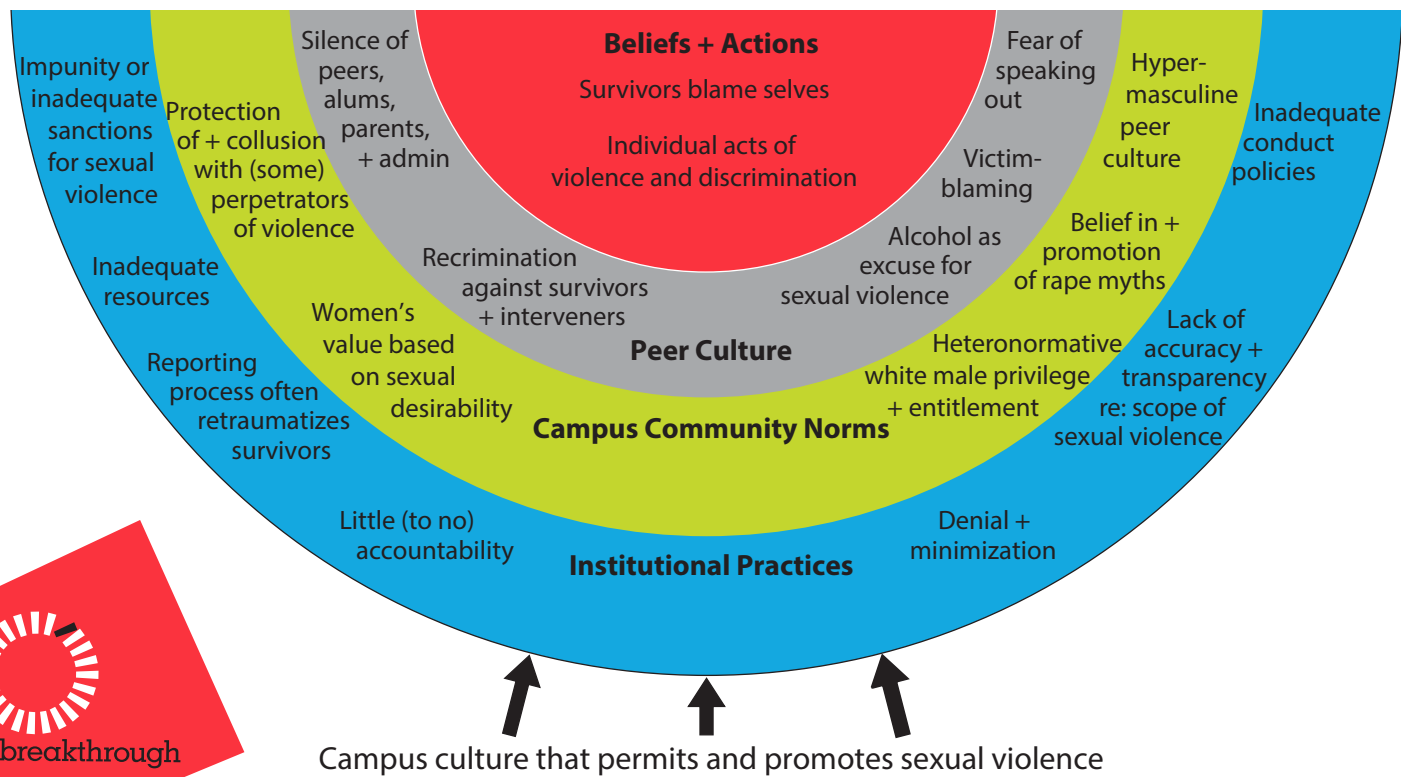 Beliefs + Actions
Survivors blame selves
Individual acts of
violence and discrimination
Silence of
peers,
alums,
parents,
+ admin
Recrimination
against survivors
+ interveners
Fear of
speaking
out
Victim-
blaming
Alcohol as
excuse for
sexual violence
Peer Culture
Protection
of + collusion
with (some)
perpetrators
of violence
Women's
value based
on sexual
desirability
Hyper-
masculine
peer
culture
Belief in +
promotion
of rape myths
Heteronormative
white male privilege
+ entitlement
Campus Community Norms
Impunity or
inadequate
sanctions
for sexual
violence
Inadequate
resources
Reporting
process often
retraumatizes
survivors
Little (to no)
accountability
Inadequate
conduct
policies
Lack of
accuracy +
transparency
re: scope of
sexual violence
Denial +
minimization
Institutional Practices
breakthrough
Campus culture that permits and promotes sexual violence